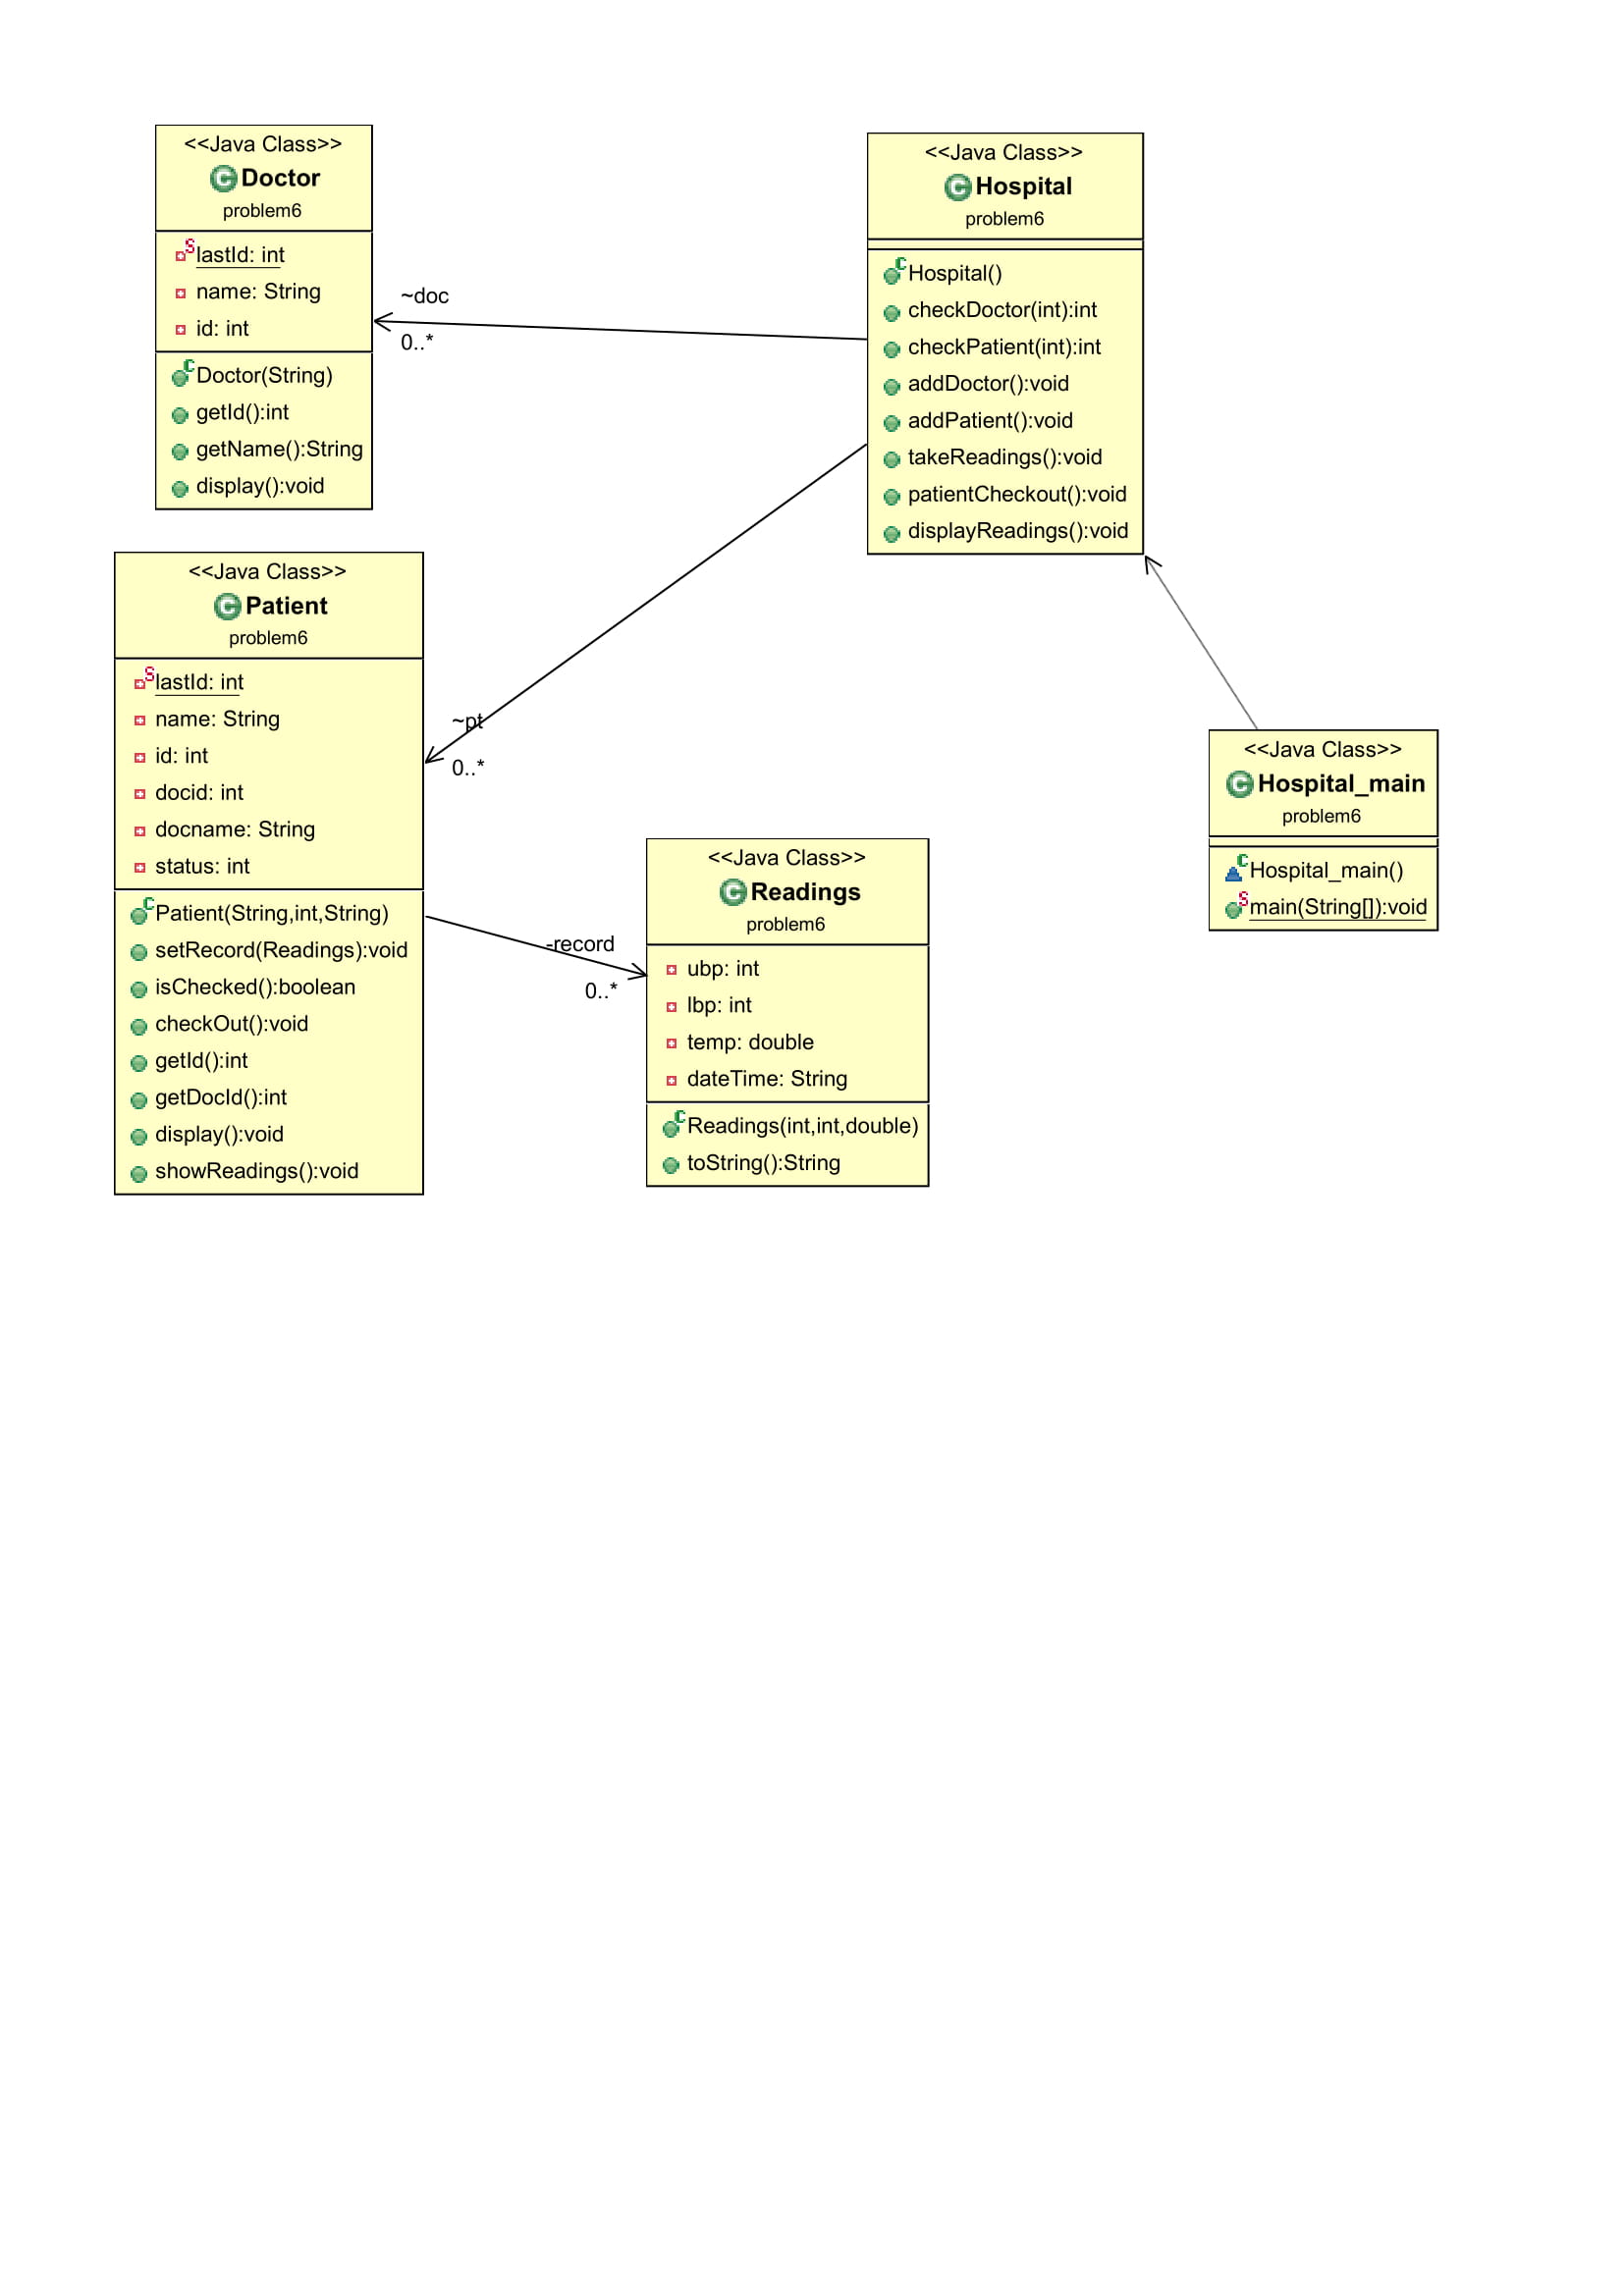 <<Java Class>>
Doctor
problem6
lastId: int
name: String
id: int
Doctor(String)
getId():int
getName():String
display():void
~doc
0..*
<<Java Class>>
Hospital
problem6
Hospital()
checkDoctor(int):int
checkPatient(int):int
addDoctor():void
addPatient():void
takeReadings():void
patientCheckout():void
displayReadings():void
<<Java Class>>
Patient
problem6
lastId: int
name: String
id: int
docid: int
docname: String
status: int
Patient(String,int,String)
setRecord(Readings):void
isChecked():boolean
checkOut():void
getId():int
getDocId():int
display():void
showReadings():void
~pt
0..*
-record
0..*
<<Java Class>>
Readings
problem6
ubp: int
lbp: int
temp: double
dateTime: String
Readings(int,int,double)
toString():String
<<Java Class>>
Hospital_main
problem6
Hospital_main()
main(String[]):void